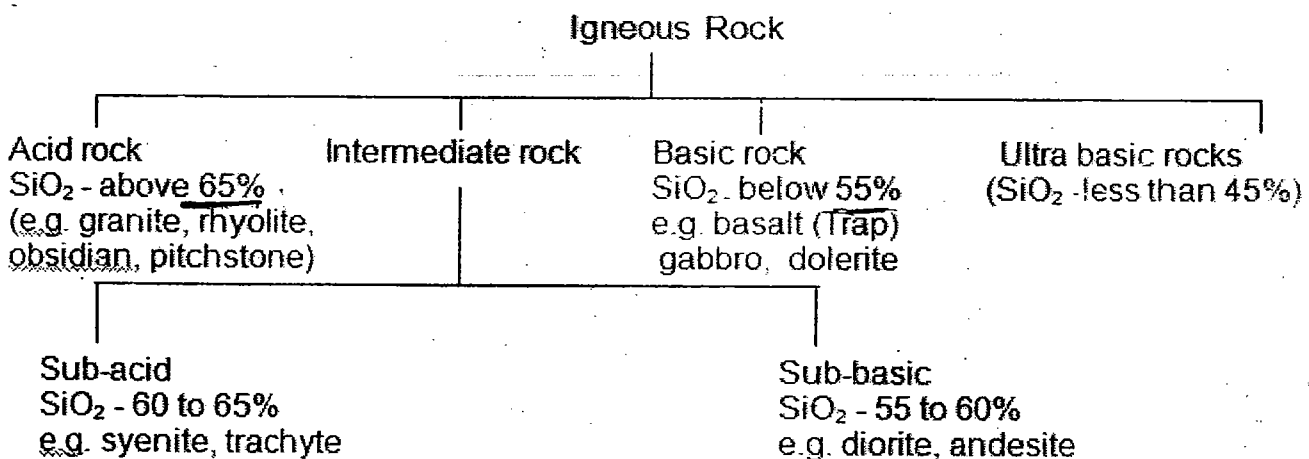 Igneous Rock
Acid rock
SiO₂ - above 65%
(e.g. granite, rhyolite,
obsidian, pitchstone)
Intermediate rock
Basic rock
SiO₂- below 55%
e.g. basalt (Trap)
gabbro, dolerite
Ultra basic rocks
(SiO₂ -less than 45%)
Sub-acid
SiO₂ - 60 to 65%
e.g. syenite, trachyte
Sub-basic
SiO₂ - 55 to 60%
e.g. diorite, andesite